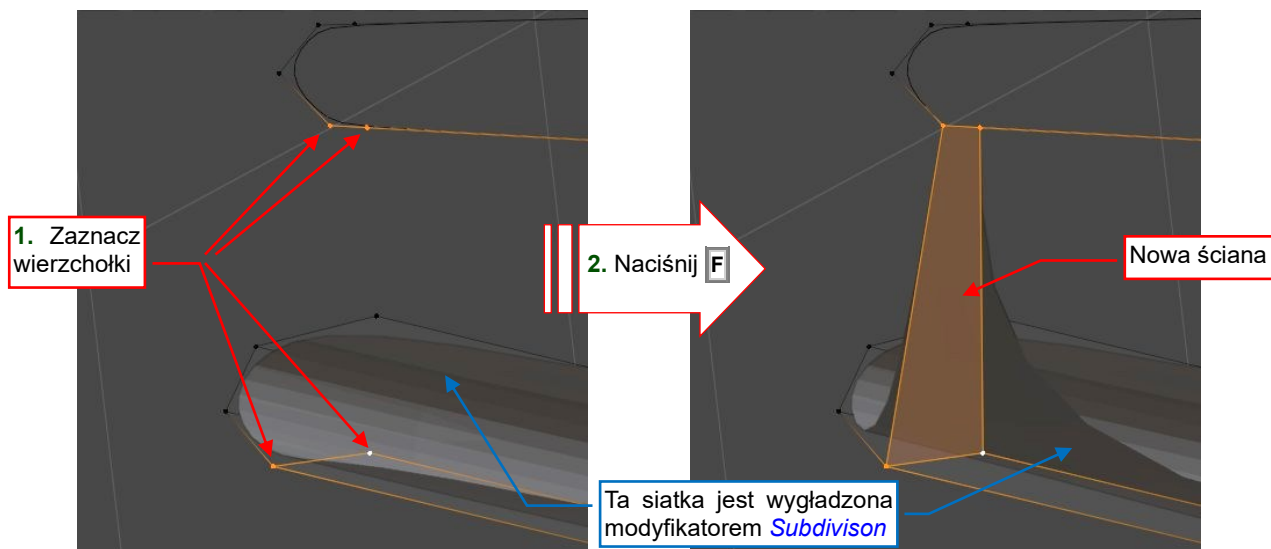 1. Zaznacz
wierzchołki
2. Naciśnij F
Nowa ściana
Ta siatka jest wygładzona
modyfikatorem Subdivison